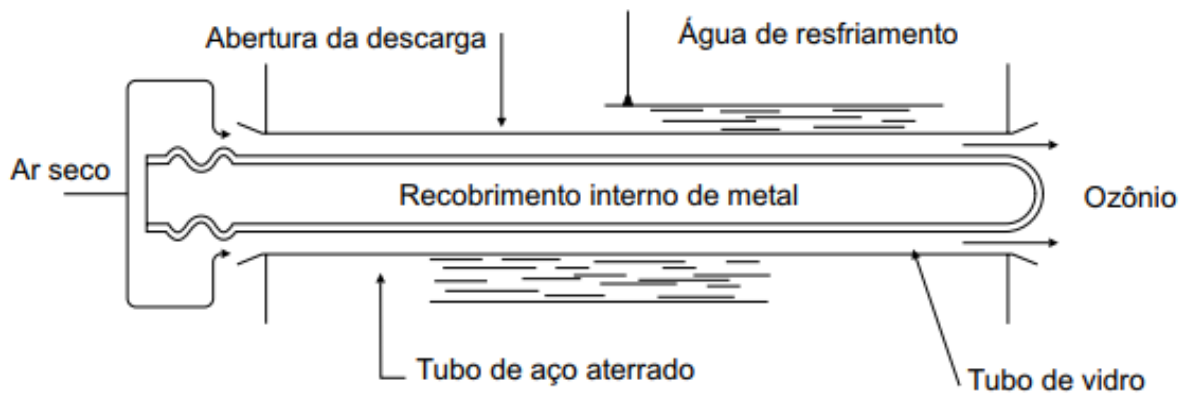 Abertura da descarga
Água de resfriamento
Ar seco
Recobrimento interno de metal
Ozônio
Tubo de aço aterrado
Tubo de vidro